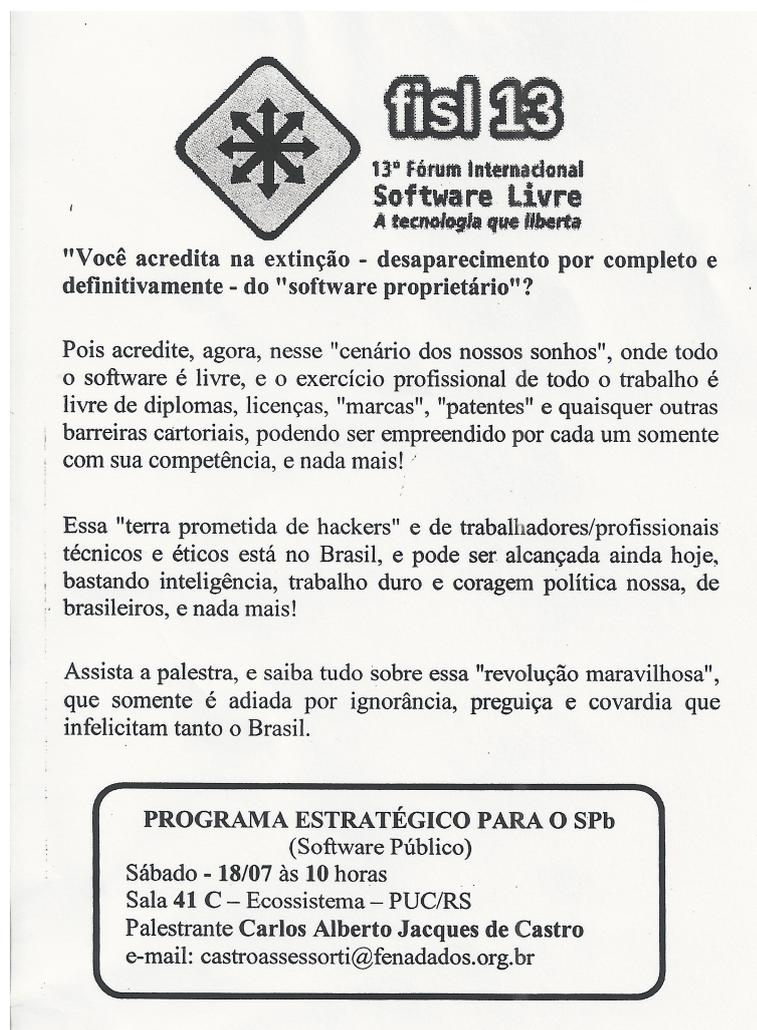 fisl 13
13º Fórum Internacional
Software Livre
A tecnologia que liberta
"Você acredita na extinção - desaparecimento por completo e
definitivamente - do "software proprietário"?
Pois acredite, agora, nesse "cenário dos nossos sonhos", onde todo
o software é livre, e o exercício profissional de todo o trabalho é
livre de diplomas, licenças, "marcas", "patentes" e quaisquer outras
barreiras cartoriais, podendo ser empreendido por cada um somente
com sua competência, e nada mais!
Essa "terra prometida de hackers" e de trabalhadores/profissionais
técnicos e éticos está no Brasil, e pode ser alcançada ainda hoje,
bastando inteligência, trabalho duro e coragem política nossa, de
brasileiros, e nada mais!
Assista a palestra, e saiba tudo sobre essa "revolução maravilhosa",
que somente é adiada por ignorância, preguiça e covardia que
infelicitam tanto o Brasil.
PROGRAMA ESTRATÉGICO PARA O SPb
(Software Público)
Sábado - 18/07 às 10 horas
Sala 41 C – Ecossistema – PUC/RS
Palestrante Carlos Alberto Jacques de Castro
e-mail: castroassessorti@fenadados.org.br